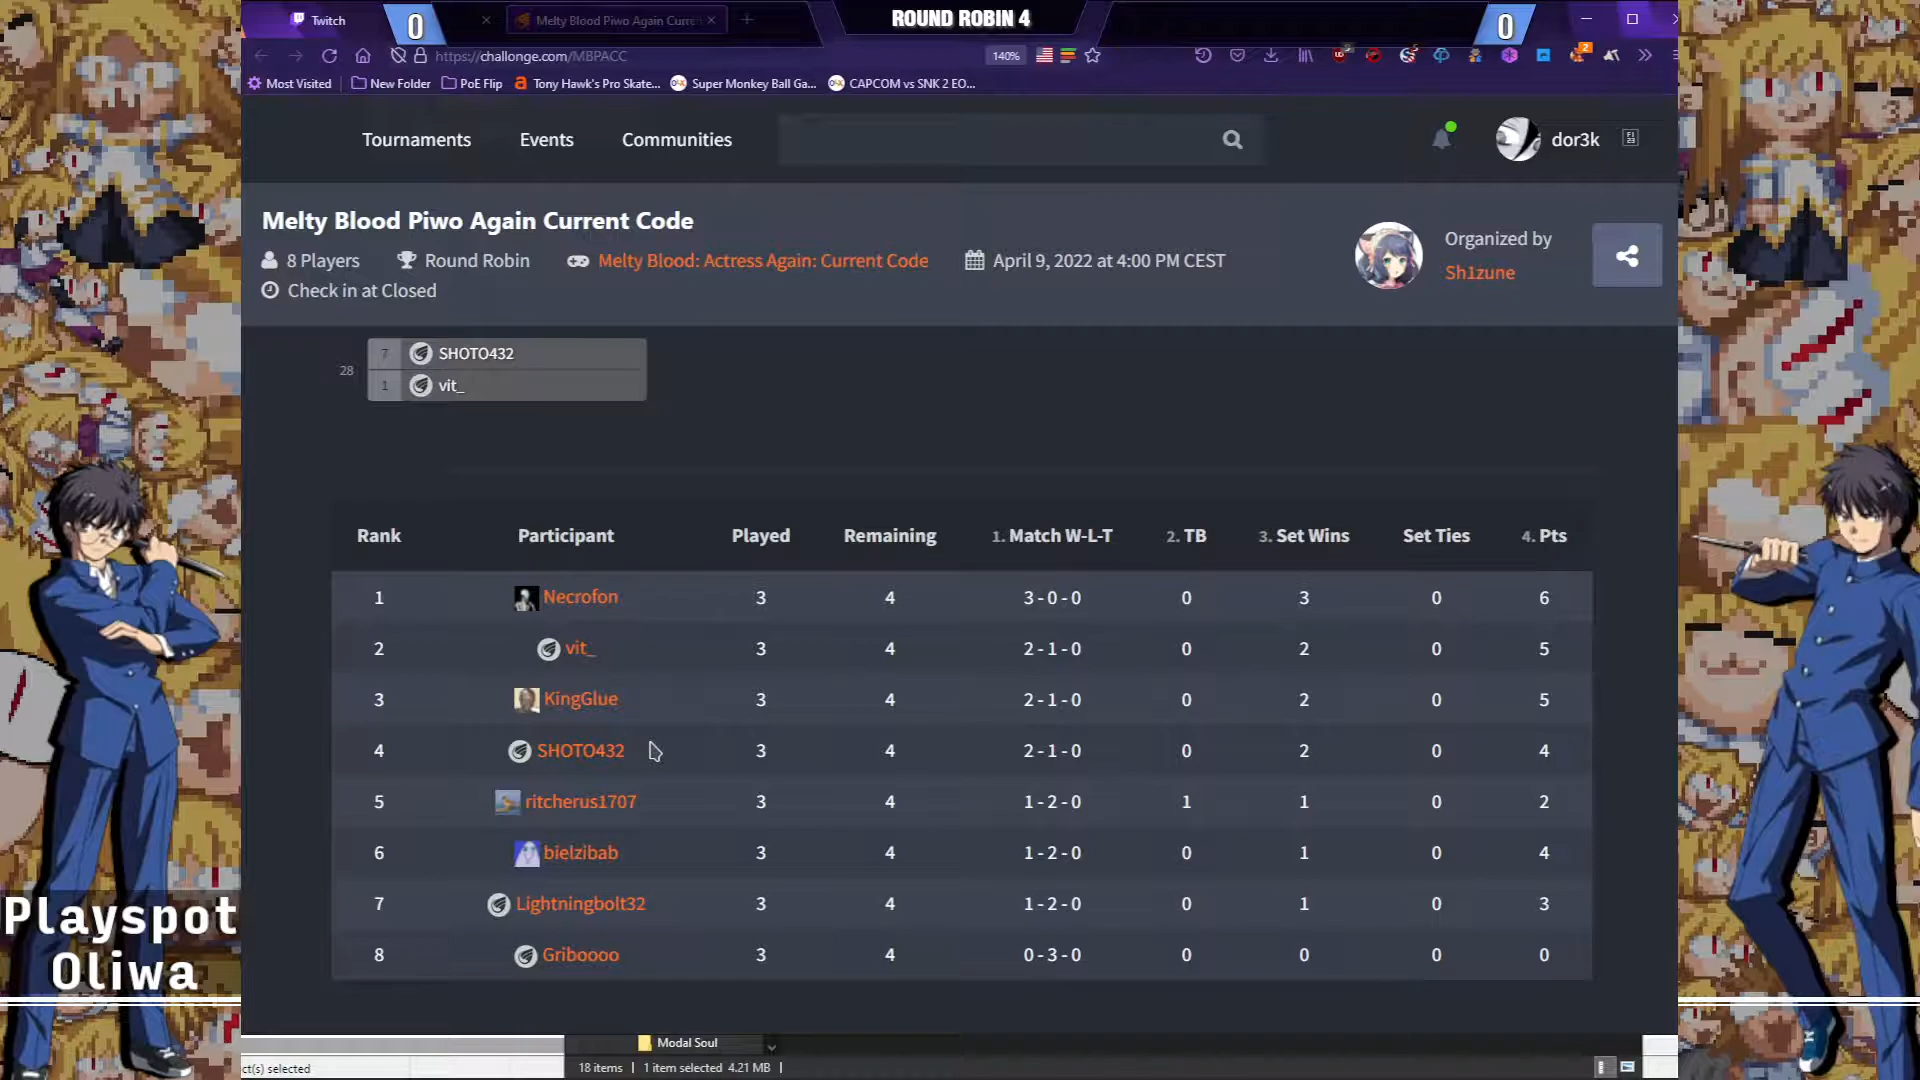 Twitch
0
Melty Blood Piwo Again Curre
ROUND ROBIN 4
0
https://challonge.com/MBPACC
140%
2
Most Visited
New Folder
PoE Flip
Tony Hawk's Pro Skate...
Super Monkey Ball Ga...
CAPCOM vs SNK 2 EO...
Tournaments
Events
Communities
dor3k
Melty Blood Piwo Again Current Code
8 Players
Round Robin
Melty Blood: Actress Again: Current Code
April 9, 2022 at 4:00 PM CEST
Check in at Closed
Organized by
Sh1zune
28
7 SHOTO432
1 vit_
Rank Participant Played Remaining 1. Match W-L-T 2. TB 3. Set Wins Set Ties 4. Pts
1 Necrofon 3 4 3 - 0 - 0 0 3 0 6
2 vit_ 3 4 2 - 1 - 0 0 2 0 5
3 KingGlue 3 4 2 - 1 - 0 0 2 0 5
4 SHOTO432 3 4 2 - 1 - 0 0 2 0 4
5 ritcherus1707 3 4 1 - 2 - 0 1 1 0 2
6 bielzibab 3 4 1 - 2 - 0 0 1 0 4
7 Lightningbolt32 3 4 1 - 2 - 0 0 1 0 3
8 Griboooo 3 4 0 - 3 - 0 0 0 0 0
Playspot
Oliwa
Modal Soul
ct(s) selected
18 items
1 item selected 4.21 MB